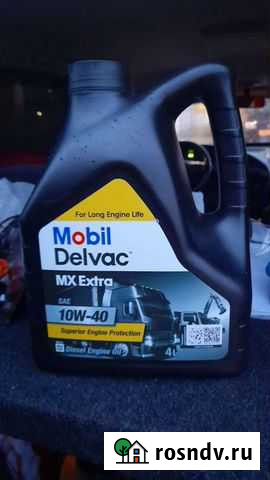 For Long Engine Life
Mobil
Delvac
MX Extra
SAE
10W-40
Superior Engine Protection
Diesel Engine Oil
4L
rosndv.ru